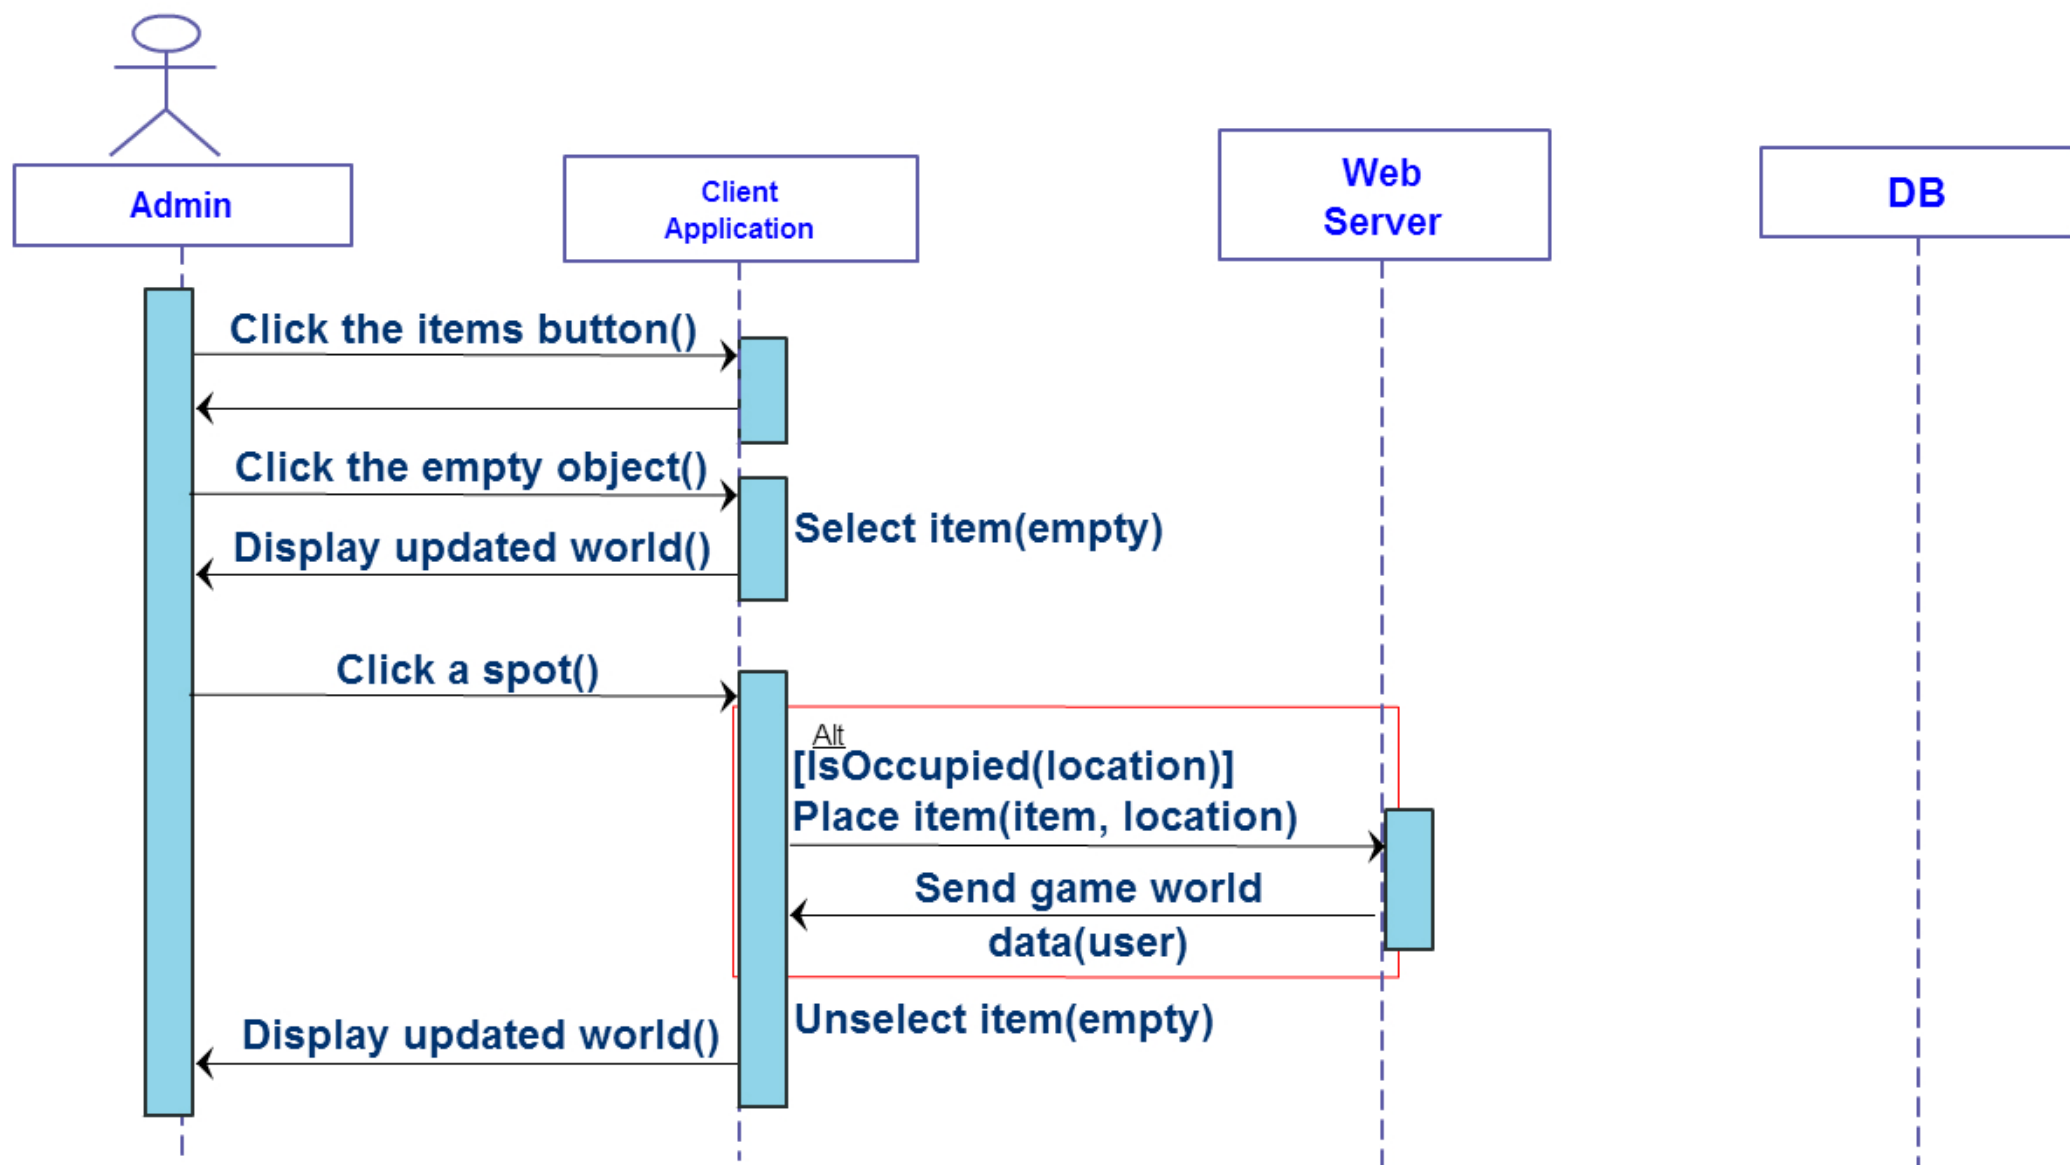 Admin
Client
Application
Web
Server
DB
Click the items button()
Click the empty object()
Select item(empty)
Display updated world()
Click a spot()
Alt
[IsOccupied(location)]
Place item(item, location)
Send game world
data(user)
Unselect item(empty)
Display updated world()